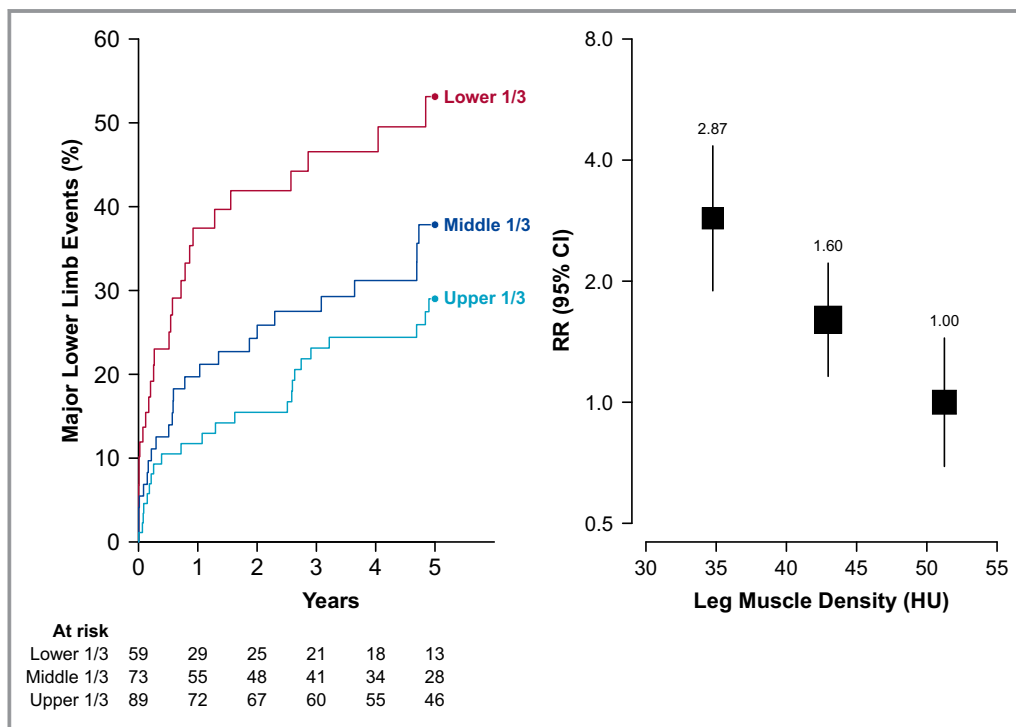 60
50
40
30
20
10
0
Major Lower Limb Events (%)
Lower 1/3
Middle 1/3
Upper 1/3
0 1 2 3 4 5
Years
At risk
Lower 1/3 59 29 25 21 18 13
Middle 1/3 73 55 48 41 34 28
Upper 1/3 89 72 67 60 55 46
8.0
4.0
2.0
1.0
0.5
RR (95% CI)
2.87
1.60
1.00
30 35 40 45 50 55
Leg Muscle Density (HU)